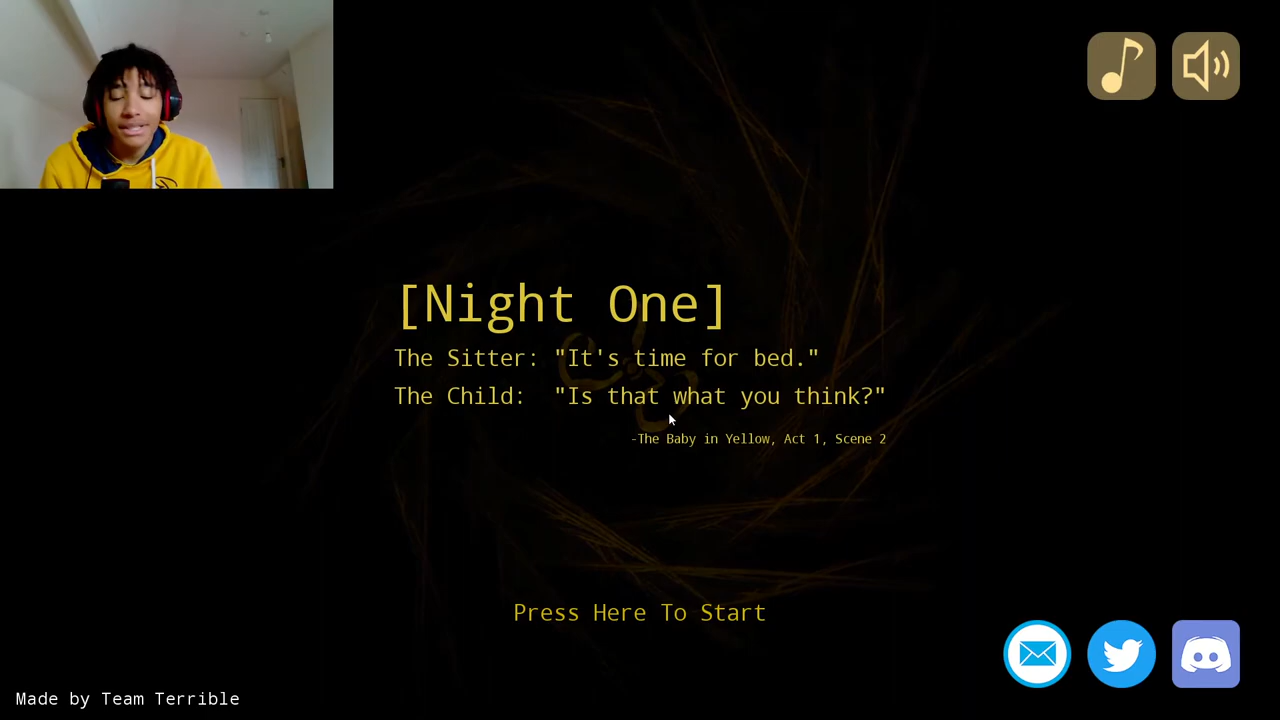 [Night One]
The Sitter: "It's time for bed."
The Child: "Is that what you think?"
-The Baby in Yellow, Act 1, Scene 2
Press Here To Start
Made by Team Terrible